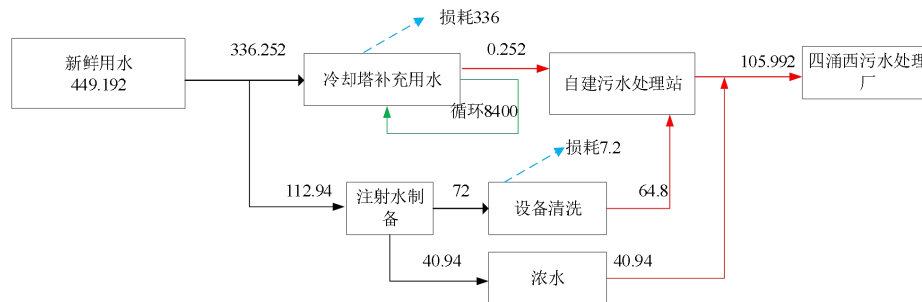 损耗336
新鲜用水
449.192
336.252
冷却塔补充用水
0.252
自建污水处理站
105.992
四涌西污水处理
厂
循环8400
损耗7.2
112.94
注射水制
备
72
设备清洗
64.8
40.94
浓水
40.94